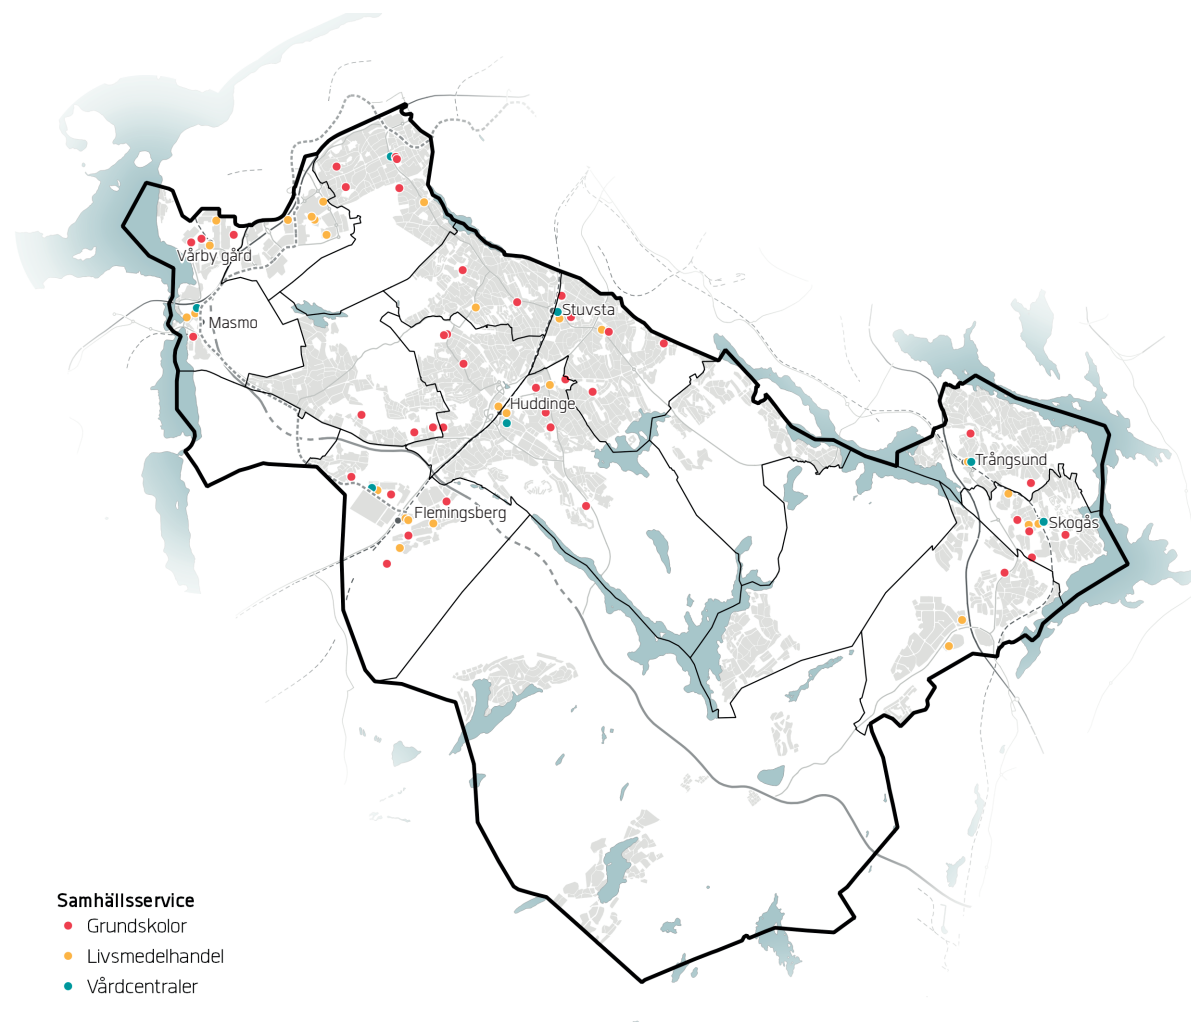 Vårby gård
Masmo
Stuvsta
Huddinge
Trångsund
Flemingsberg
Skogås
Samhällsservice
Grundskolor
Livsmedelhandel
Vårdcentraler